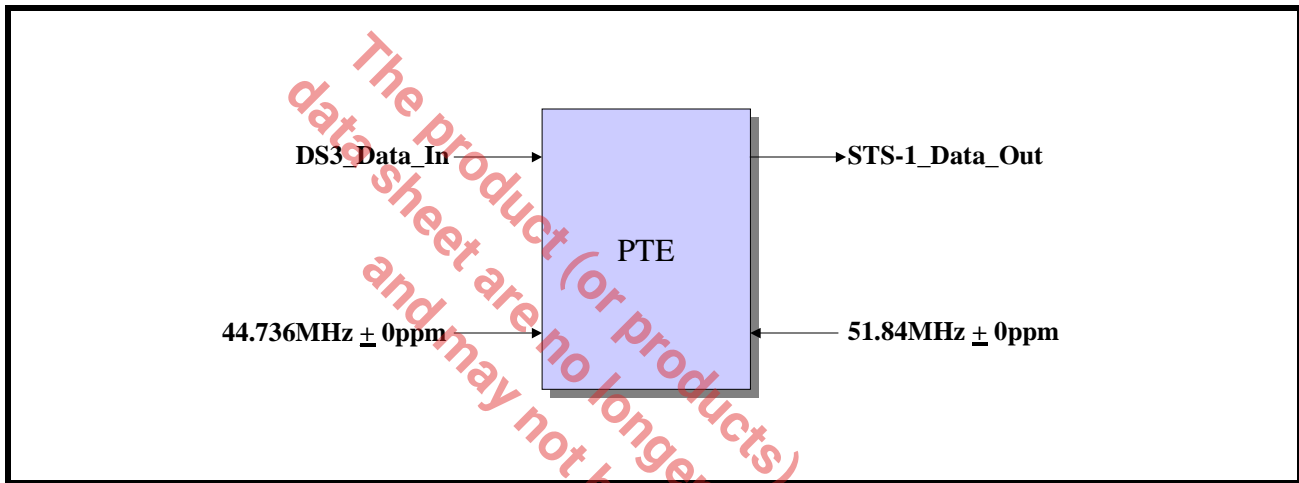 DS3_Data_In
STS-1_Data_Out
PTE
44.736MHz ± 0ppm
51.84MHz ± 0ppm
The product (or products)
data sheet are no longer
and may not b